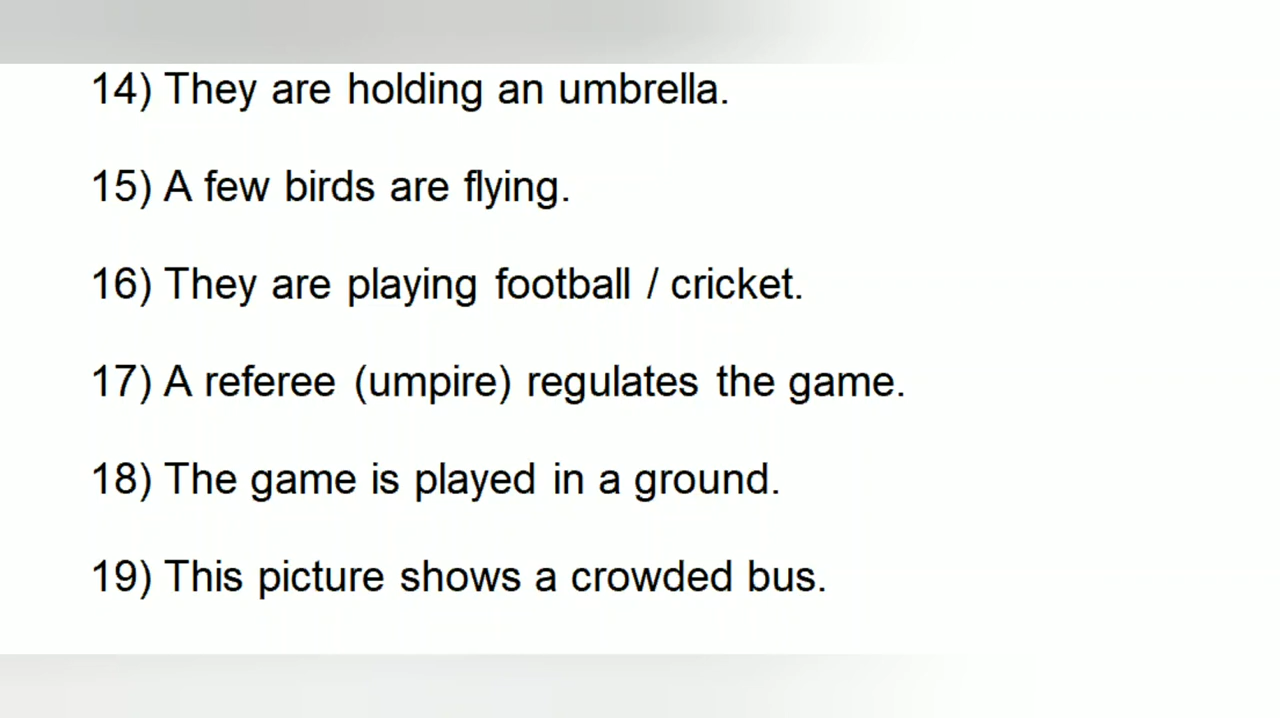 14) They are holding an umbrella.
15) A few birds are flying.
16) They are playing football / cricket.
17) A referee (umpire) regulates the game.
18) The game is played in a ground.
19) This picture shows a crowded bus.